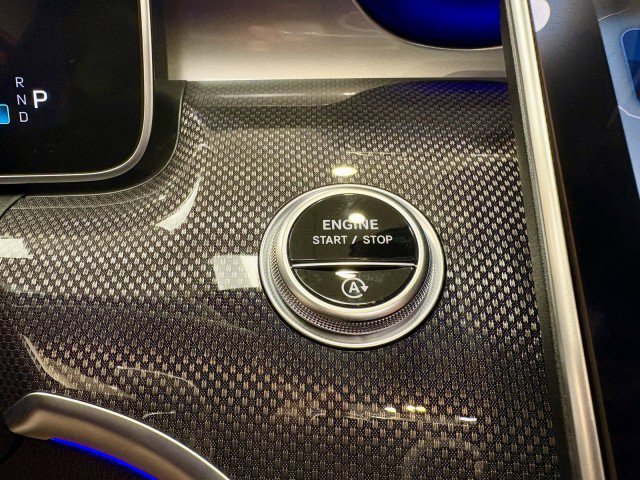 R
N P
D
ENGINE
START / STOP
A